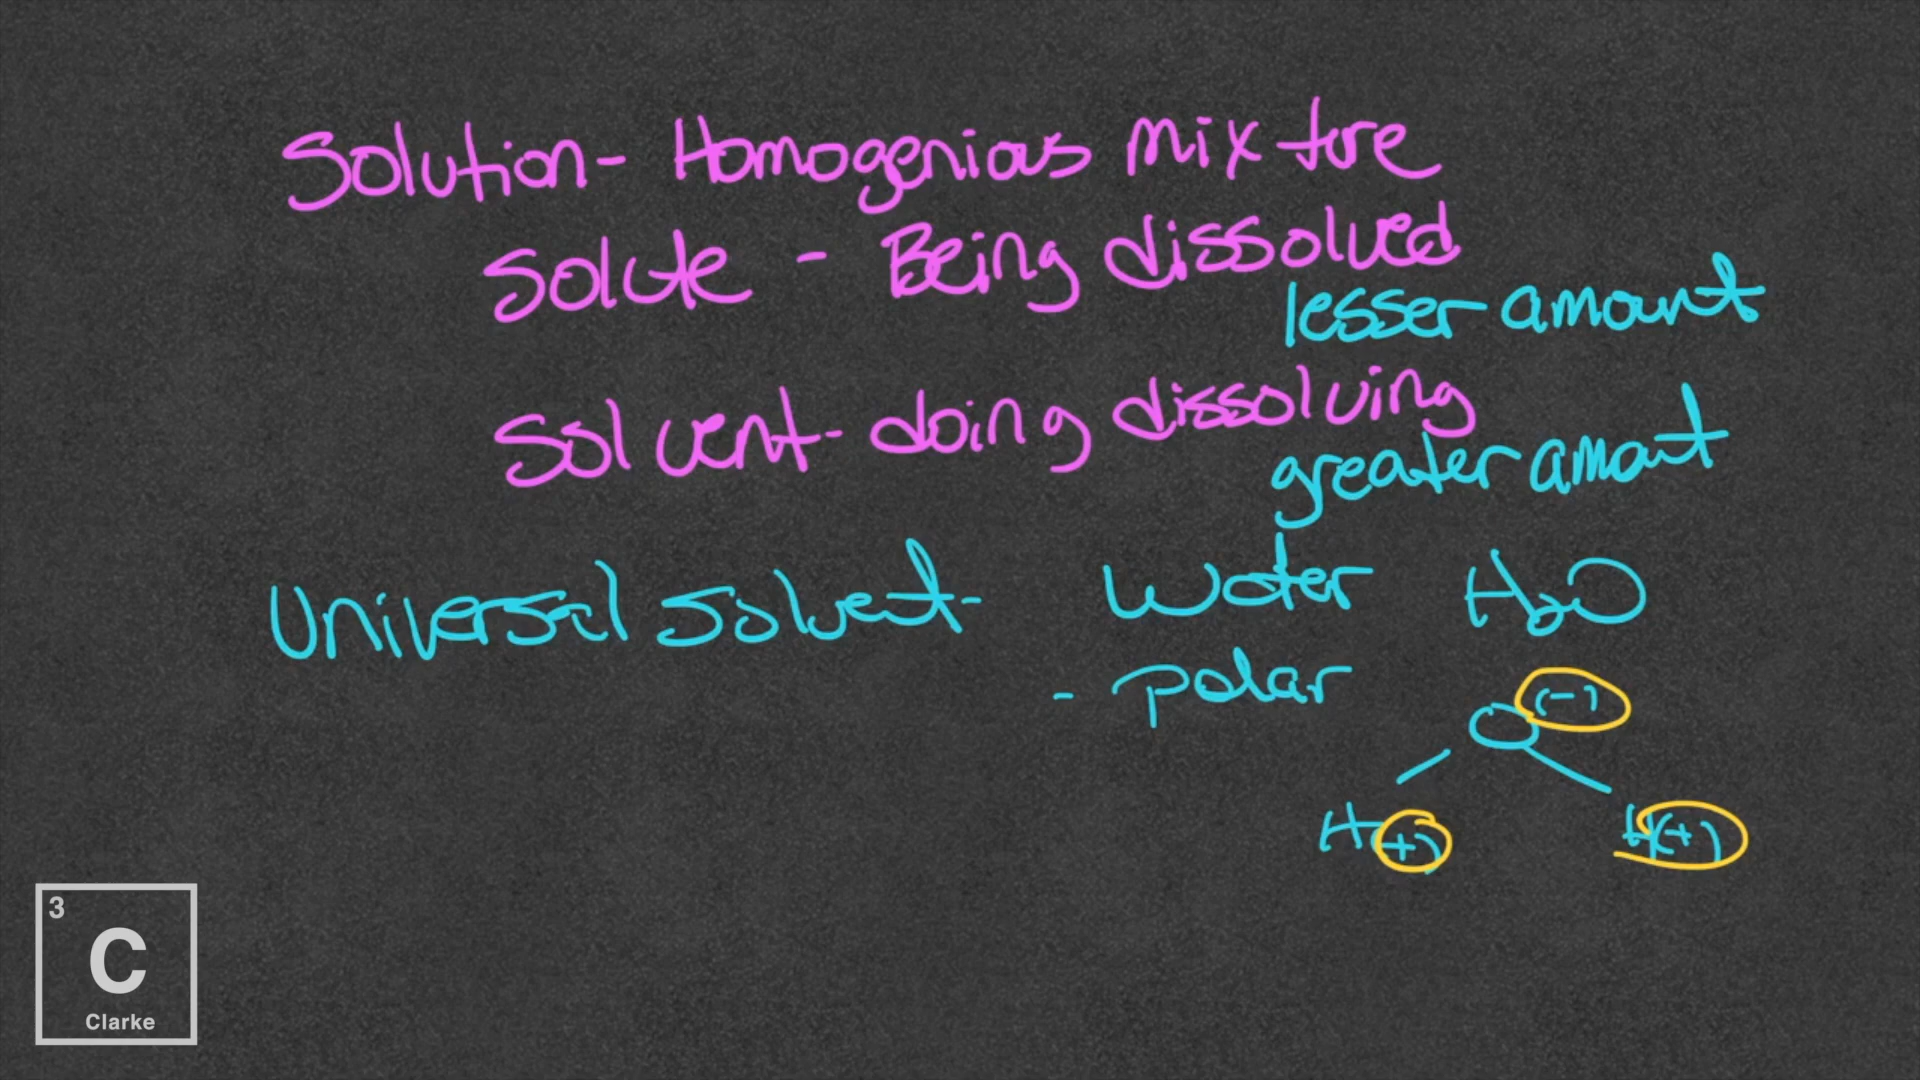 Solution - Homogenious mixture
Solute - Being dissolved
lesser amount
Solvent - doing dissolving
greater amout
Universal solvent - Water H2O
- polar
O(-)
H(+) H(+)
3
C
Clarke